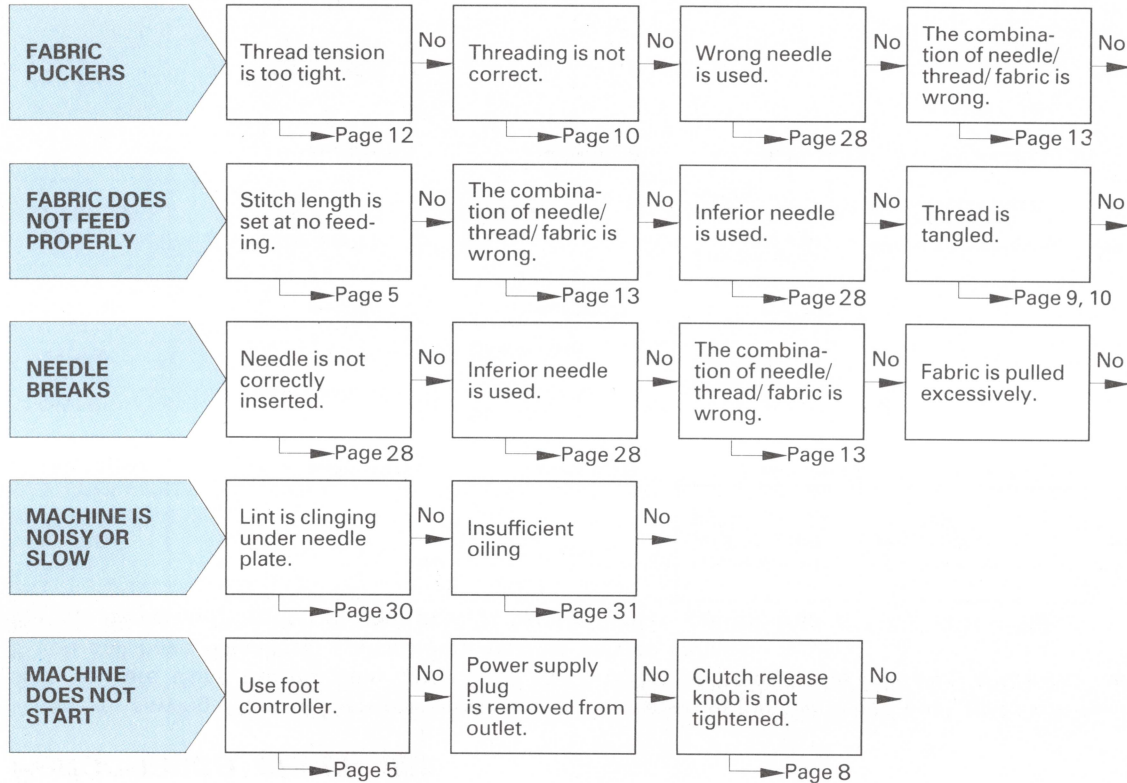 FABRIC
PUCKERS
Thread tension
is too tight.
No
Threading is not
correct.
No
Wrong needle
is used.
No
The combina-
tion of needle/
thread/ fabric is
wrong.
No
Page 12
Page 10
Page 28
Page 13
FABRIC DOES
NOT FEED
PROPERLY
Stitch length is
set at no feed-
ing.
No
The combina-
tion of needle/
thread/ fabric is
wrong.
No
Inferior needle
is used.
No
Thread is
tangled.
No
Page 5
Page 13
Page 28
Page 9, 10
NEEDLE
BREAKS
Needle is not
correctly
inserted.
No
Inferior needle
is used.
No
The combina-
tion of needle/
thread/ fabric is
wrong.
No
Fabric is pulled
excessively.
No
Page 28
Page 28
Page 13
MACHINE IS
NOISY OR
SLOW
Lint is clinging
under needle
plate.
No
Insufficient
oiling
No
Page 30
Page 31
MACHINE
DOES NOT
START
Use foot
controller.
No
Power supply
plug
is removed from
outlet.
No
Clutch release
knob is not
tightened.
No
Page 5
Page 8